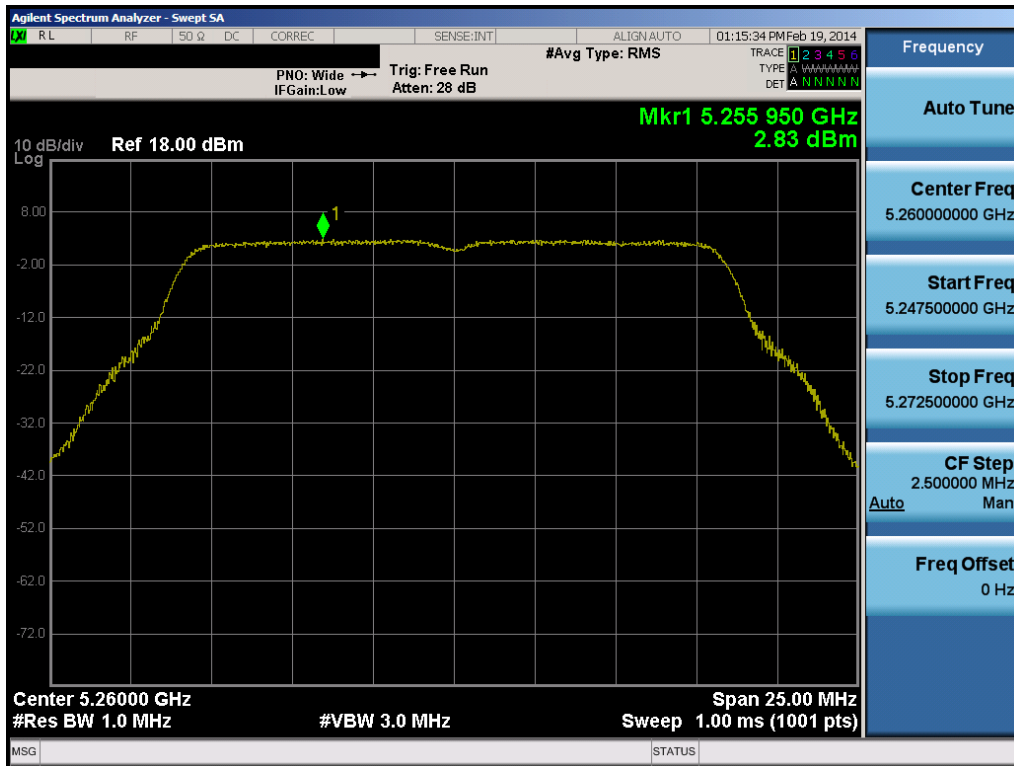 Agilent Spectrum Analyzer - Swept SA
LXI RL RF 50 Ω DC CORREC SENSE:INT ALIGN AUTO 01:15:34 PM Feb 19, 2014
#Avg Type: RMS TRACE 1 2 3 4 5 6
PNO: Wide Trig: Free Run TYPE A WWWWW
IFGain:Low Atten: 28 dB DET A N N N N N
Mkr1 5.255 950 GHz
2.83 dBm
10 dB/div Ref 18.00 dBm
Log
1
8.00
-2.00
-12.0
-22.0
-32.0
-42.0
-52.0
-62.0
-72.0
Center 5.26000 GHz Span 25.00 MHz
#Res BW 1.0 MHz #VBW 3.0 MHz Sweep 1.00 ms (1001 pts)
MSG STATUS
Frequency
Auto Tune
Center Freq
5.260000000 GHz
Start Freq
5.247500000 GHz
Stop Freq
5.272500000 GHz
CF Step
2.500000 MHz
Auto Man
Freq Offset
0 Hz